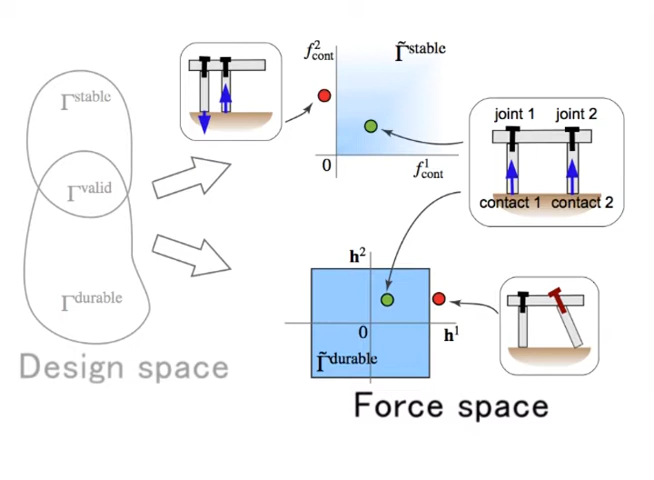 Γstable
Γvalid
Γdurable
Design space
f²cont
Γ̃stable
0
f¹cont
joint 1 joint 2
contact 1 contact 2
h²
0
h¹
Γ̃durable
Force space